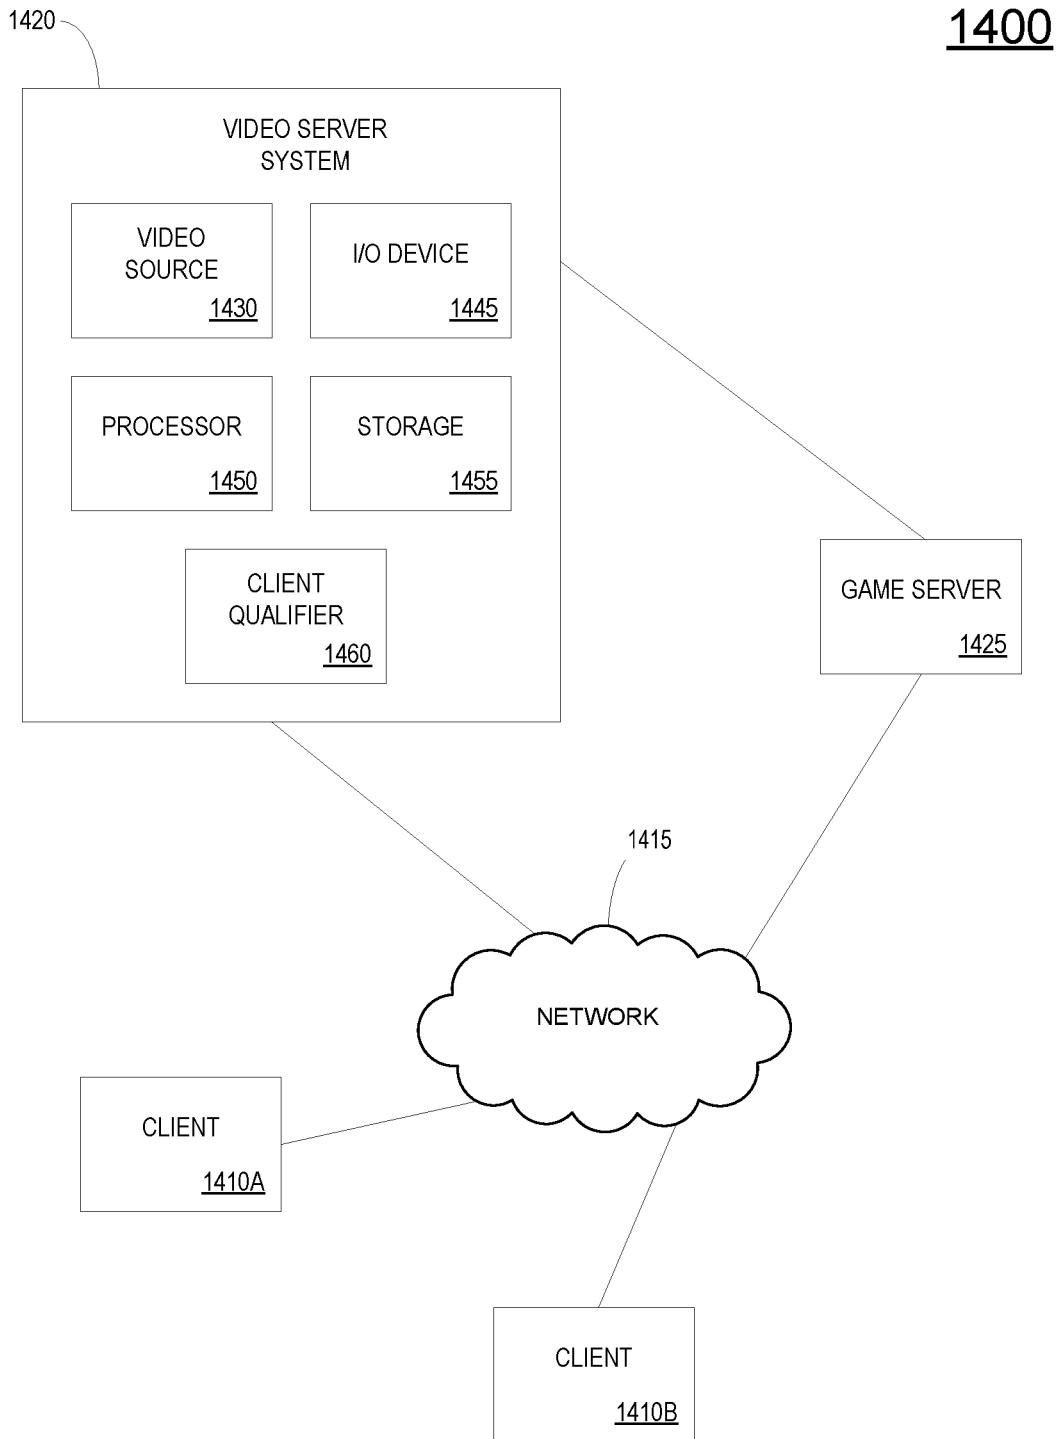 1420
1400
VIDEO SERVER
SYSTEM
VIDEO
SOURCE
1430
I/O DEVICE
1445
PROCESSOR
1450
STORAGE
1455
CLIENT
QUALIFIER
1460
GAME SERVER
1425
1415
NETWORK
CLIENT
1410A
CLIENT
1410B